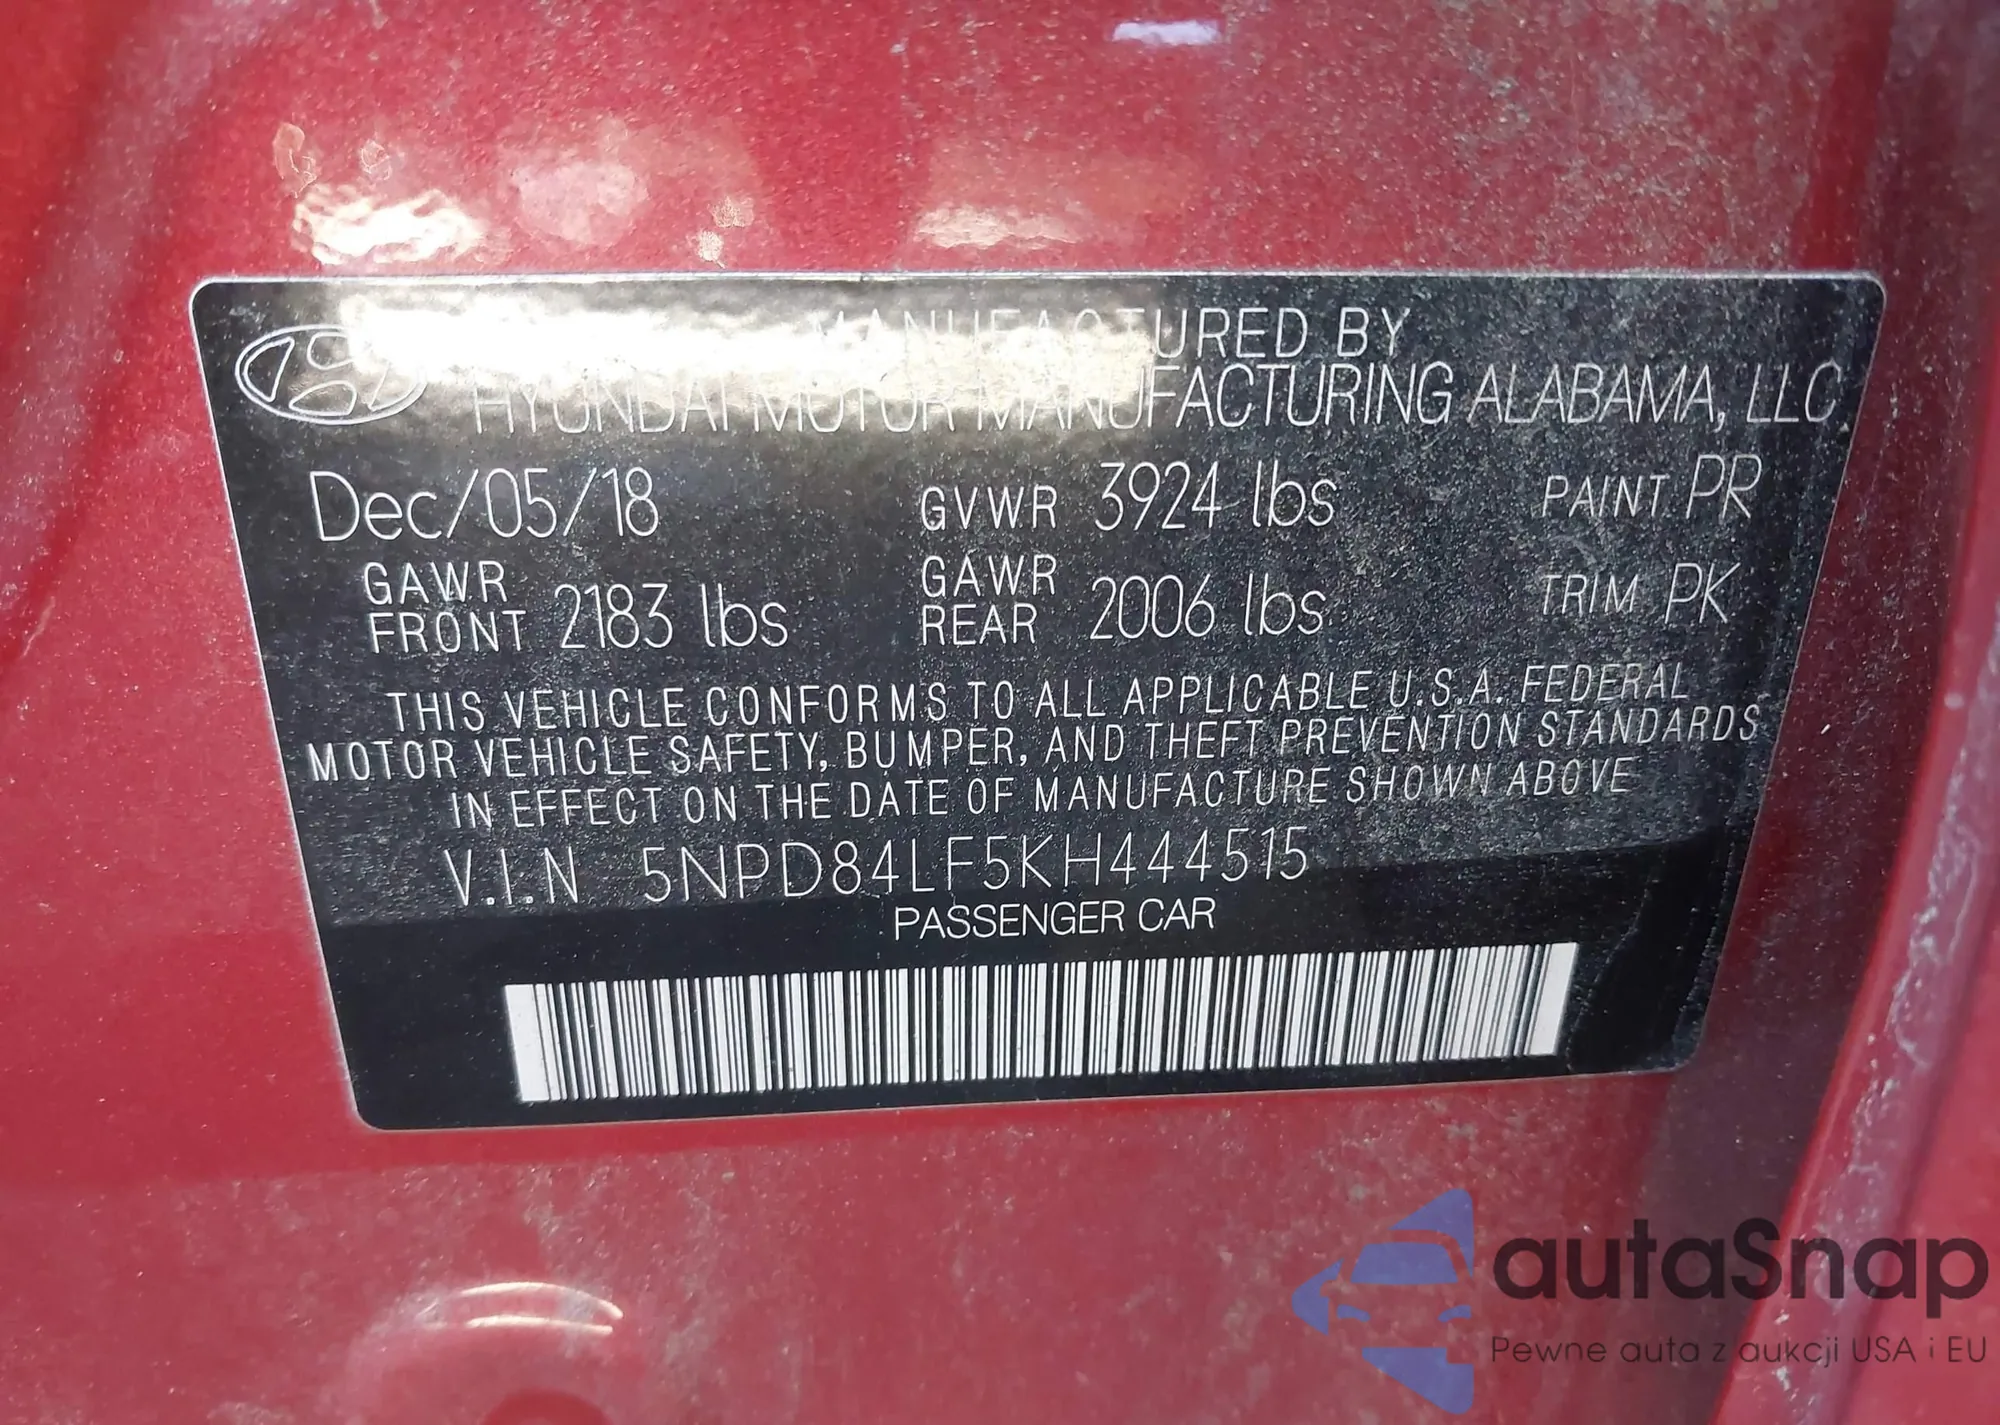 MANUFACTURED BY
HYUNDAI MOTOR MANUFACTURING ALABAMA, LLC
Dec/05/18 GVWR 3924 lbs PAINT PR
GAWR FRONT 2183 lbs GAWR REAR 2006 lbs TRIM PK
THIS VEHICLE CONFORMS TO ALL APPLICABLE U.S.A. FEDERAL
MOTOR VEHICLE SAFETY, BUMPER, AND THEFT PREVENTION STANDARDS
IN EFFECT ON THE DATE OF MANUFACTURE SHOWN ABOVE
V.I.N 5NPD84LF5KH444515
PASSENGER CAR
autaSnap
Pewne auta z aukcji USA i EU